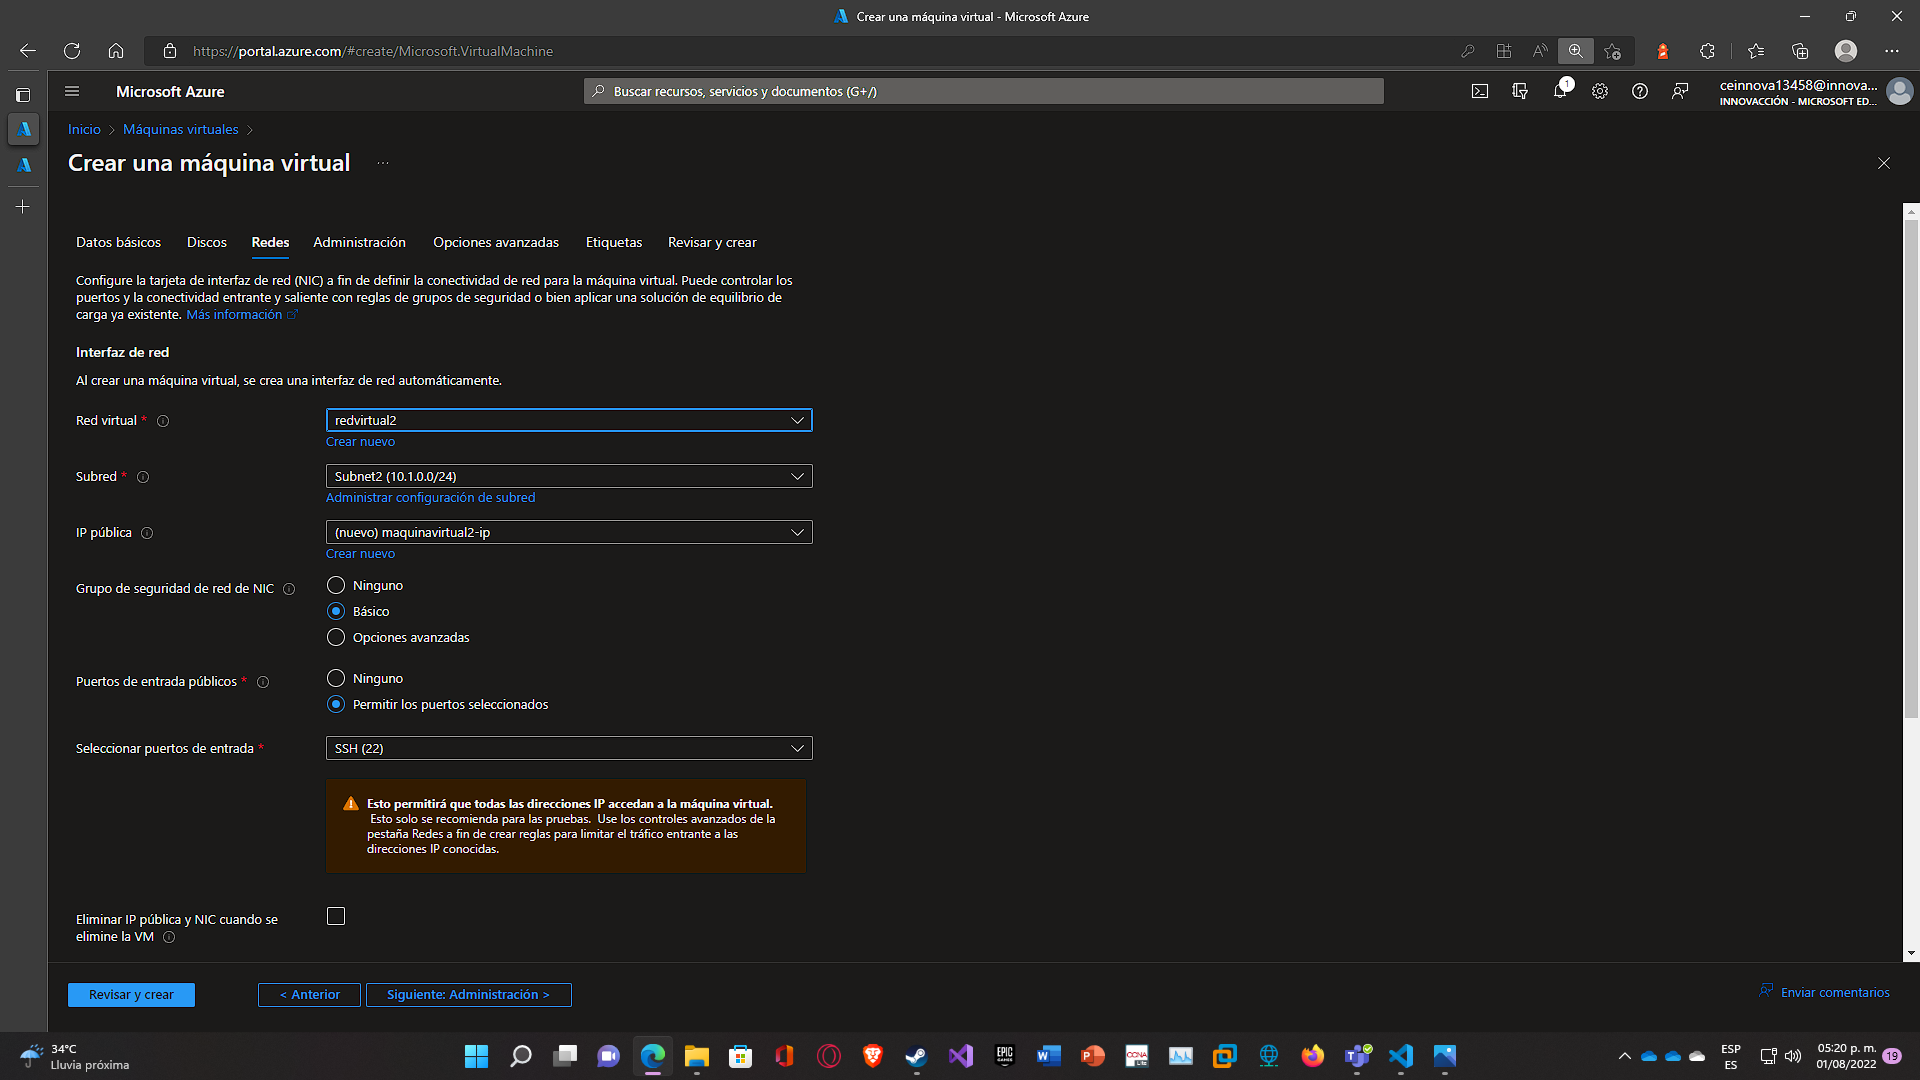 Crear una máquina virtual - Microsoft Azure
https://portal.azure.com/#create/Microsoft.VirtualMachine
Microsoft Azure
Buscar recursos, servicios y documentos (G+/)
1
ceinnova13458@innova...
INNOVACCIÓN - MICROSOFT ED...
Inicio > Máquinas virtuales >
Crear una máquina virtual ...
Datos básicos Discos Redes Administración Opciones avanzadas Etiquetas Revisar y crear
Configure la tarjeta de interfaz de red (NIC) a fin de definir la conectividad de red para la máquina virtual. Puede controlar los
puertos y la conectividad entrante y saliente con reglas de grupos de seguridad o bien aplicar una solución de equilibrio de
carga ya existente. Más información
Interfaz de red
Al crear una máquina virtual, se crea una interfaz de red automáticamente.
Red virtual * redvirtual2
Crear nuevo
Subred * Subnet2 (10.1.0.0/24)
Administrar configuración de subred
IP pública (nuevo) maquinavirtual2-ip
Crear nuevo
Grupo de seguridad de red de NIC Ninguno
Básico
Opciones avanzadas
Puertos de entrada públicos * Ninguno
Permitir los puertos seleccionados
Seleccionar puertos de entrada * SSH (22)
Esto permitirá que todas las direcciones IP accedan a la máquina virtual.
Esto solo se recomienda para las pruebas. Use los controles avanzados de la
pestaña Redes a fin de crear reglas para limitar el tráfico entrante a las
direcciones IP conocidas.
Eliminar IP pública y NIC cuando se
elimine la VM
Revisar y crear < Anterior Siguiente: Administración > Enviar comentarios
34°C
Lluvia próxima
EPIC
GAMES
CCNA
Lite
ESP
ES
05:20 p. m.
01/08/2022
19